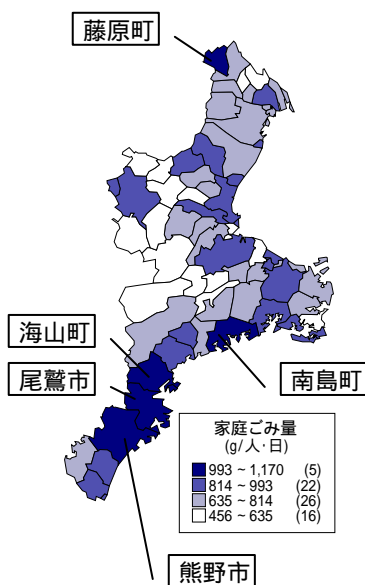 藤原町
海山町
尾鷲市
南島町
家庭ごみ量
(g/人･日)
993 ~ 1,170 (5)
814 ~ 993 (22)
635 ~ 814 (26)
456 ~ 635 (16)
熊野市